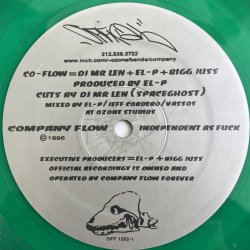 212.539.3722
www.inch.com/~ozone/bands/company
CO-FLOW=DJ MR LEN+EL-P+BIGG JUSS
PRODUCED BY EL-P
CUTS BY DJ MR LEN (SPACEGHOST)
MIXED BY EL-P/JEFF CORDERO/VASSOS
AT OZONE STUDIOS
COMPANY FLOW INDEPENDENT AS FUCK
©1996
EXECUTIVE PRODUCERS=EL-P + BIGG JUSS
OFFICIAL RECORDINGS IS OWNED AND
OPERATED BY COMPANY FLOW FOREVER
OFF 1202-1